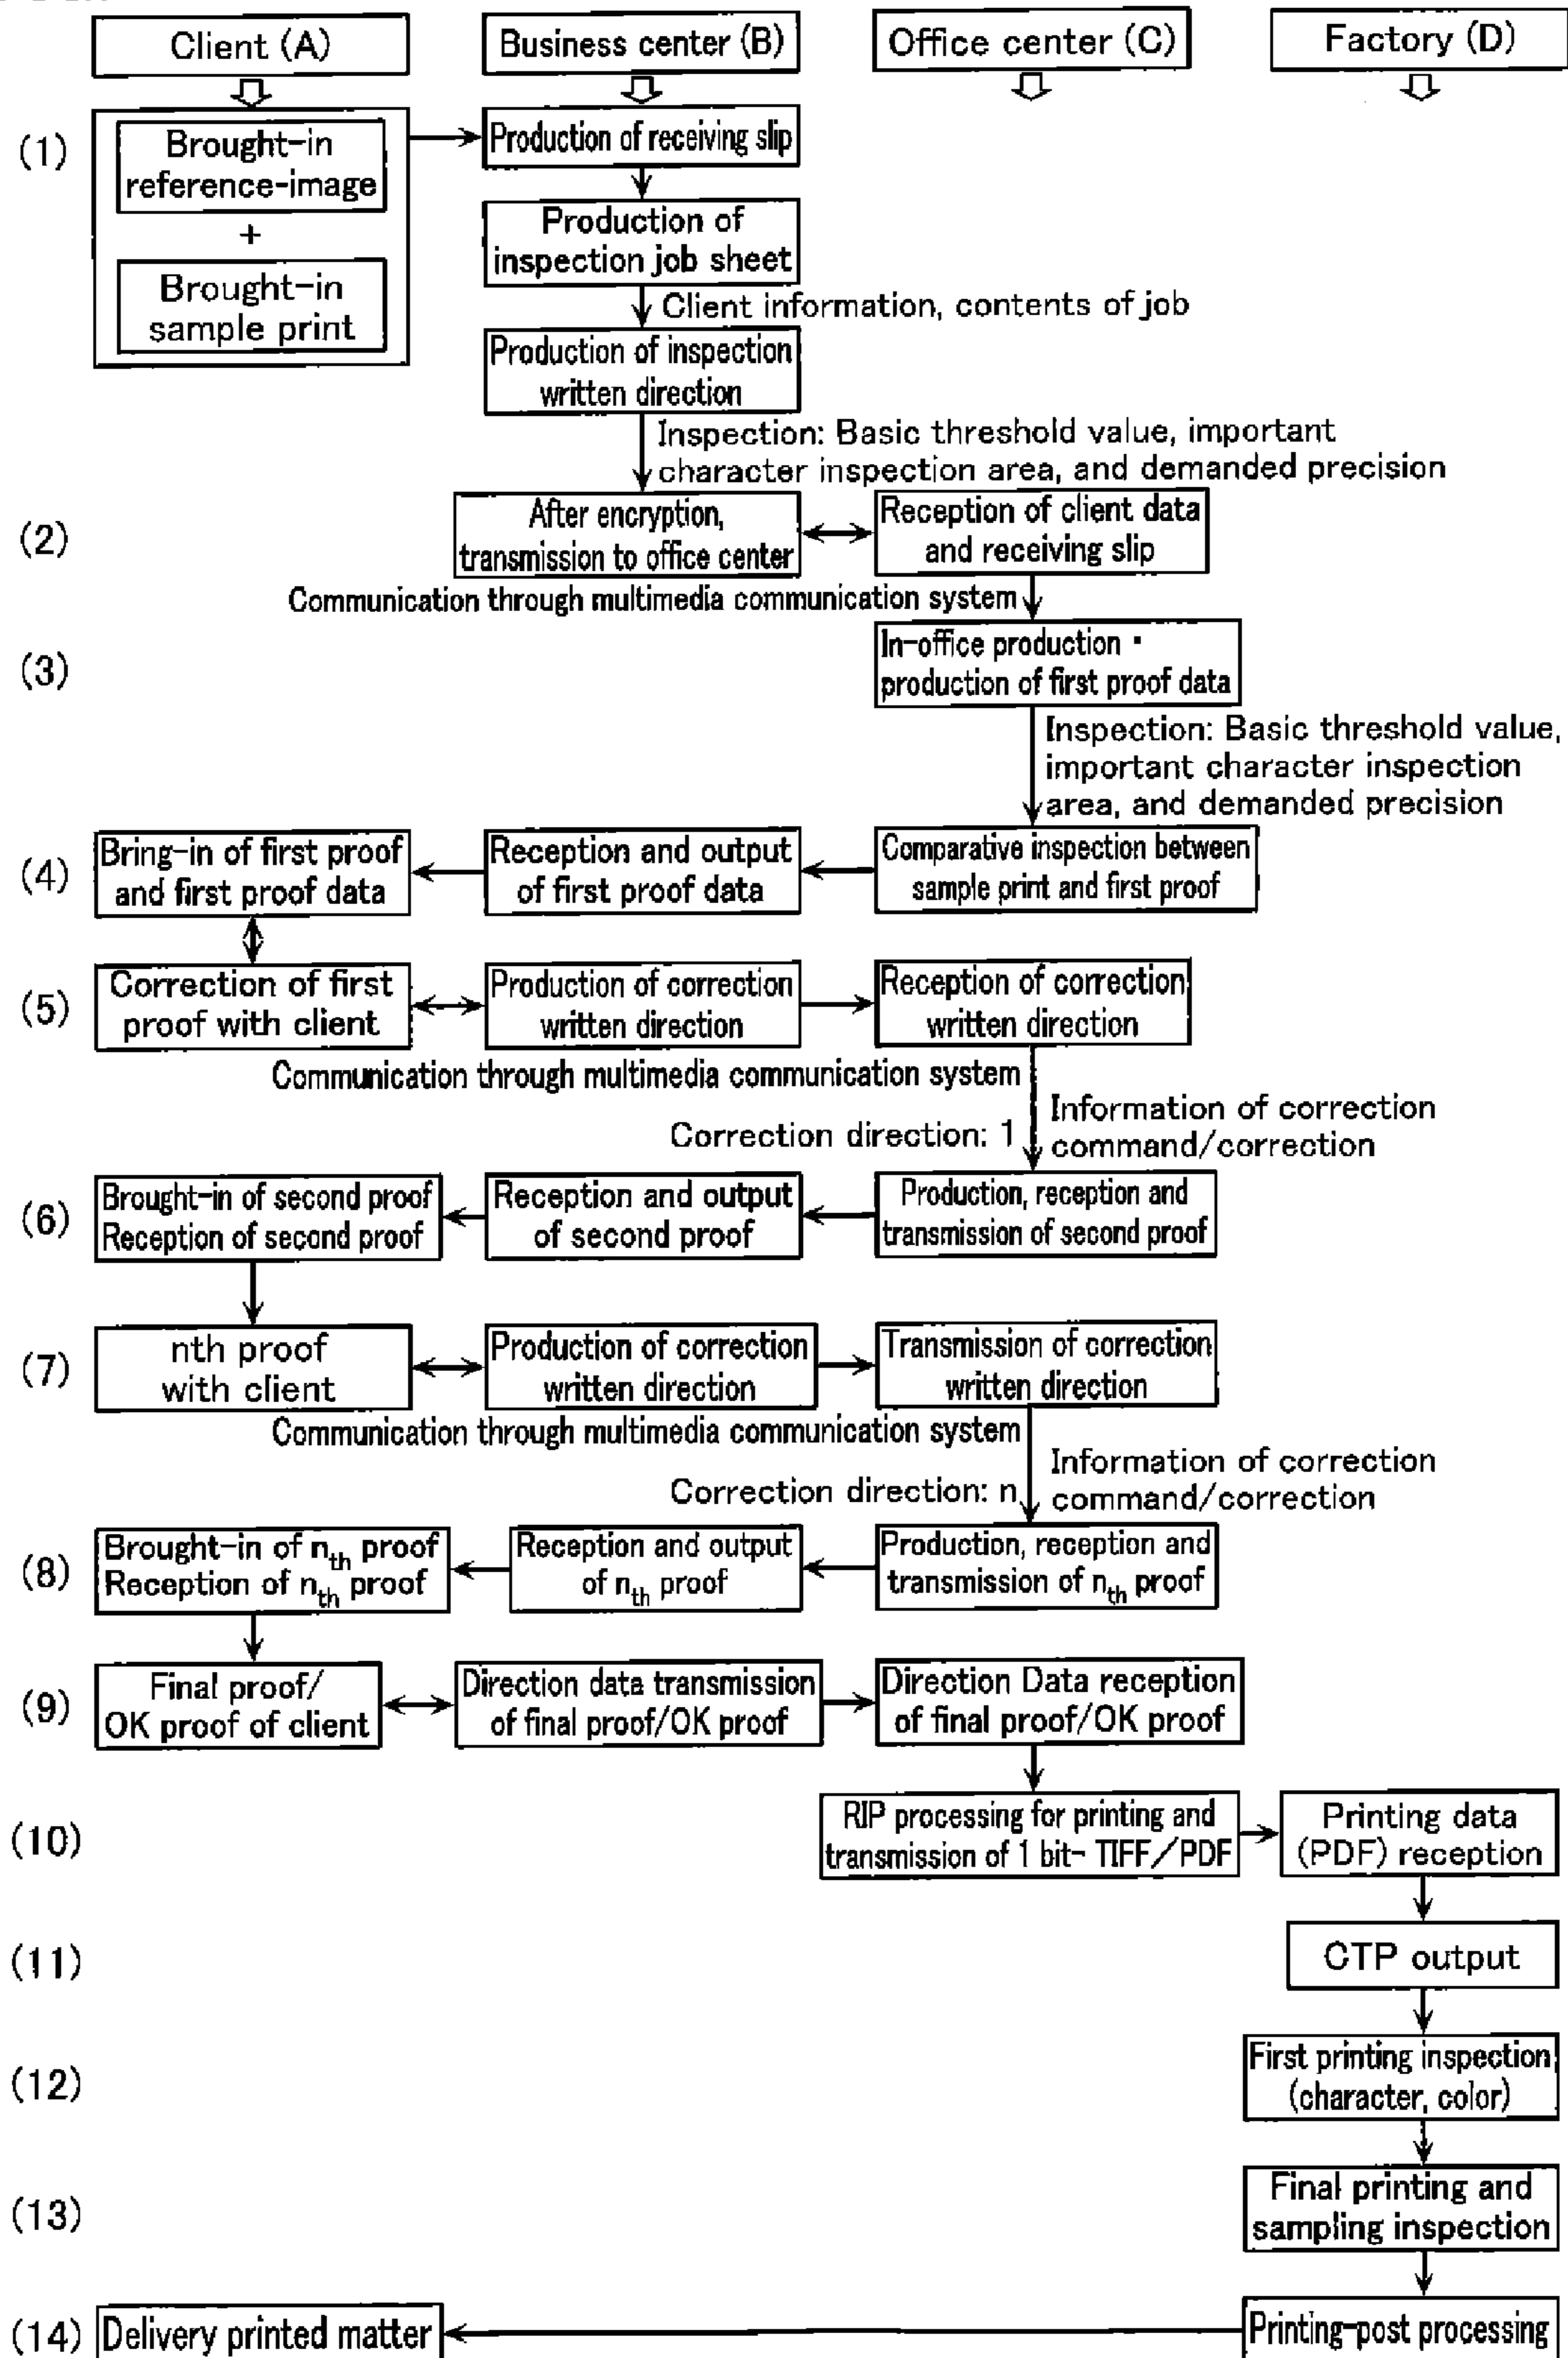 Client (A)
Business center (B)
Office center (C)
Factory (D)
(1)
Brought-in
reference-image
+
Brought-in
sample print
Production of receiving slip
Production of
inspection job sheet
Client information, contents of job
Production of inspection
written direction
Inspection: Basic threshold value, important
character inspection area, and demanded precision
(2)
After encryption,
transmission to office center
Reception of client data
and receiving slip
Communication through multimedia communication system
(3)
In-office production ·
production of first proof data
Inspection: Basic threshold value,
important character inspection
area, and demanded precision
(4)
Bring-in of first proof
and first proof data
Reception and output
of first proof data
Comparative inspection between
sample print and first proof
(5)
Correction of first
proof with client
Production of correction
written direction
Reception of correction
written direction
Communication through multimedia communication system
Correction direction: 1
Information of correction
command/correction
(6)
Brought-in of second proof
Reception of second proof
Reception and output
of second proof
Production, reception and
transmission of second proof
(7)
nth proof
with client
Production of correction
written direction
Transmission of correction
written direction
Communication through multimedia communication system
Correction direction: n
Information of correction
command/correction
(8)
Brought-in of nth proof
Reception of nth proof
Reception and output
of nth proof
Production, reception and
transmission of nth proof
(9)
Final proof/
OK proof of client
Direction data transmission
of final proof/OK proof
Direction Data reception
of final proof/OK proof
(10)
RIP processing for printing and
transmission of 1 bit- TIFF/PDF
Printing data
(PDF) reception
(11)
CTP output
(12)
First printing inspection
(character, color)
(13)
Final printing and
sampling inspection
(14)
Delivery printed matter
Printing-post processing